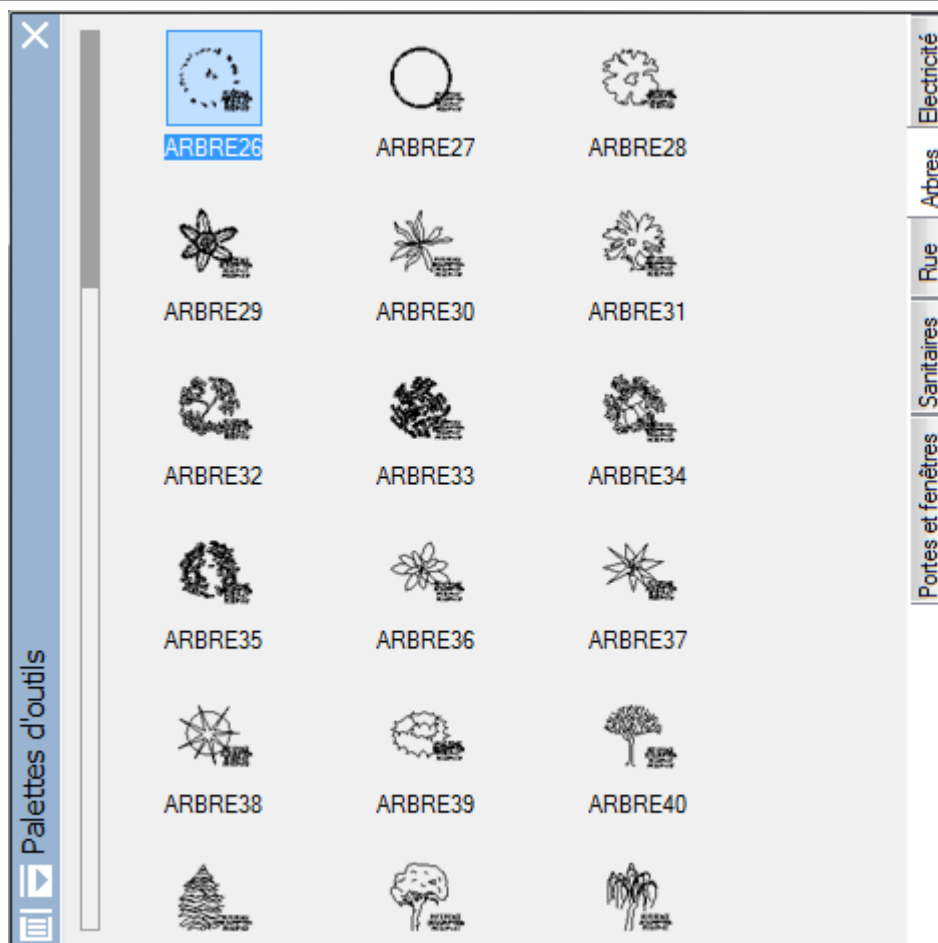 ARBRE26 ARBRE27 ARBRE28
ARBRE29 ARBRE30 ARBRE31
ARBRE32 ARBRE33 ARBRE34
ARBRE35 ARBRE36 ARBRE37
ARBRE38 ARBRE39 ARBRE40
Palettes d'outils
Electricité
Arbres
Rue
Sanitaires
Portes et fenêtres